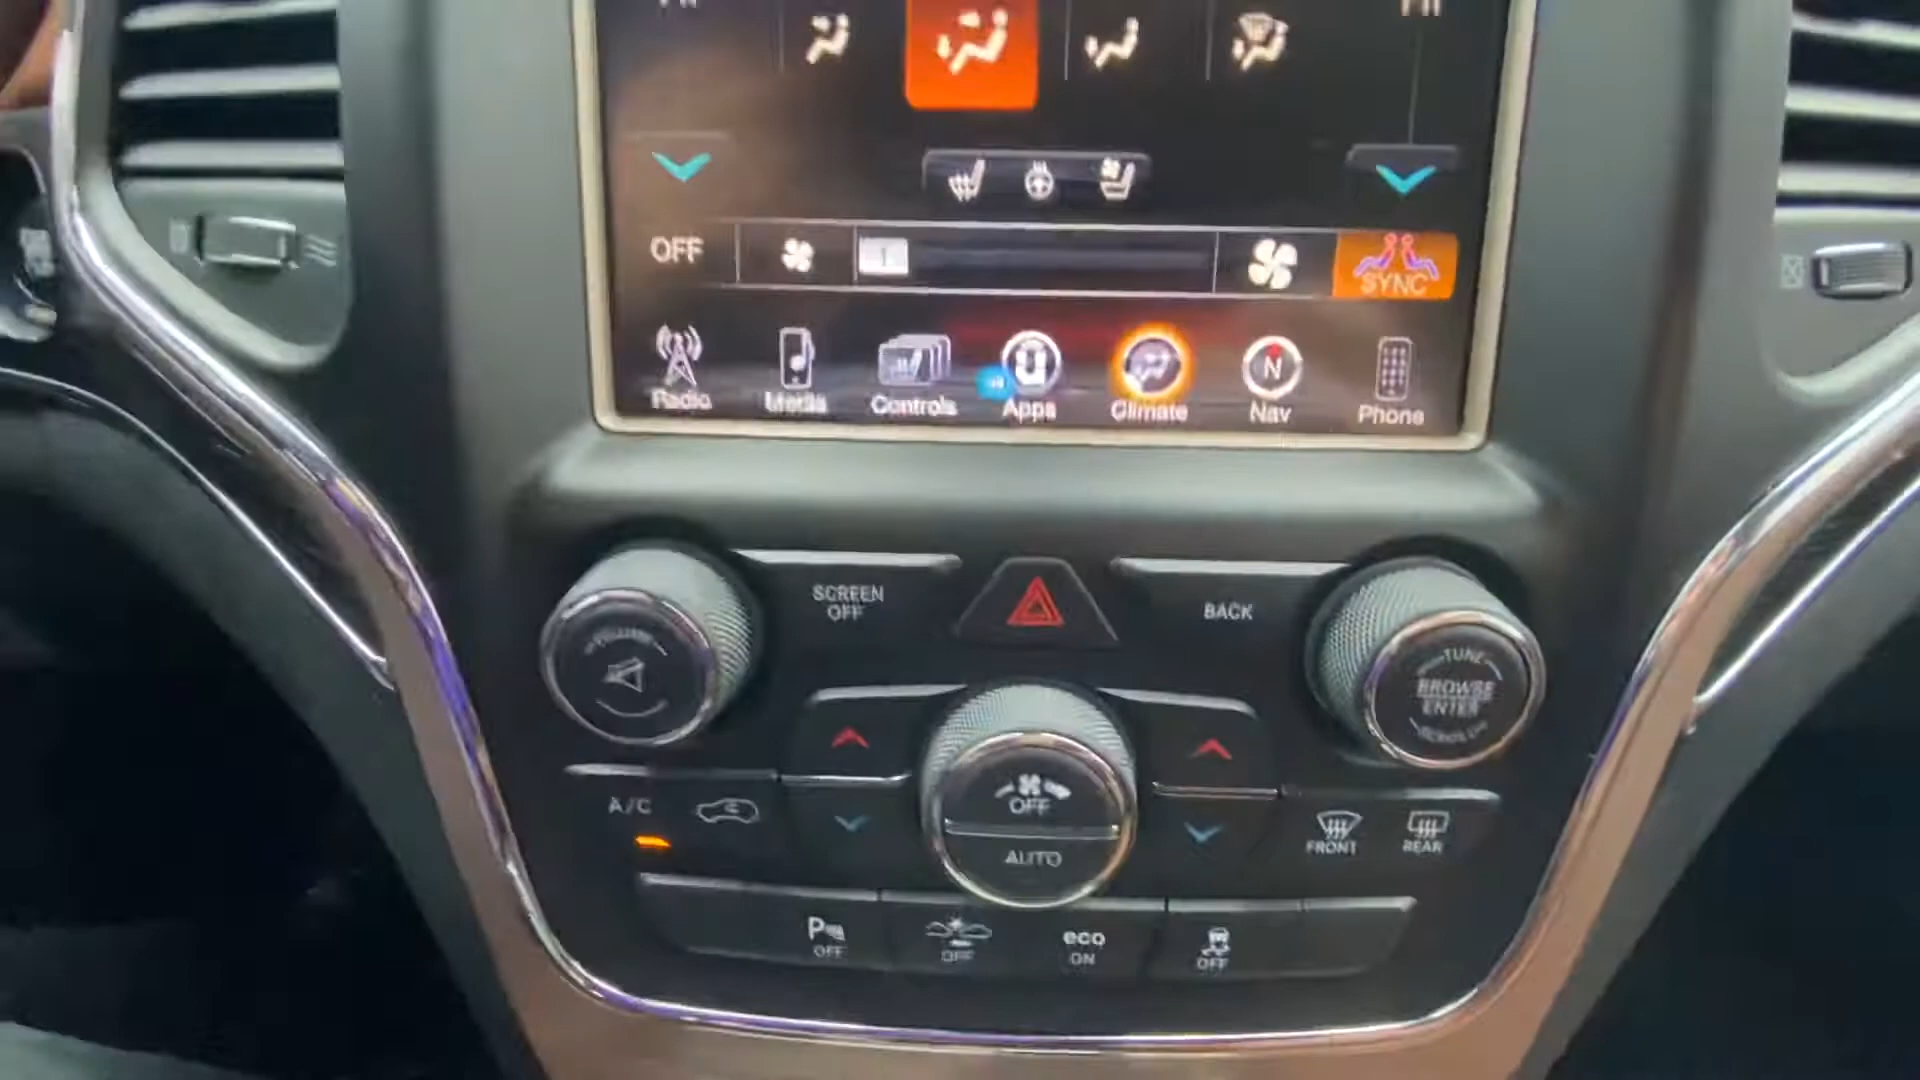 OFF
SYNC
Radio
Media
Controls
Apps
Climate
N
Nav
Phone
SCREEN
OFF
BACK
VOLUME
TUNE
BROWSE
ENTER
A/C
OFF
AUTO
FRONT
REAR
P
OFF
OFF
eco
ON
OFF